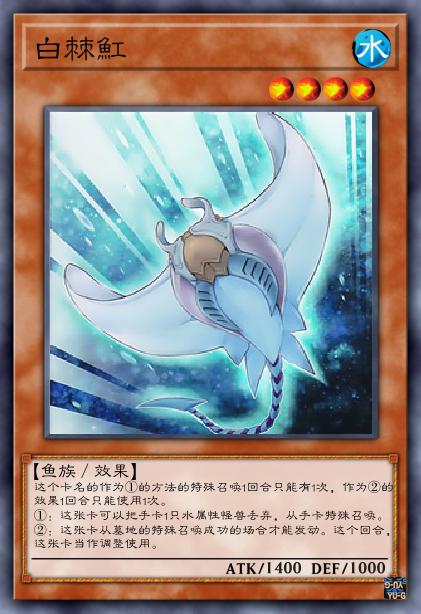 白棘魟
水
【鱼族／效果】
这个卡名的作为①的方法的特殊召唤1回合只能有1次，作为②的
效果1回合只能使用1次。
①：这张卡可以把手卡1只水属性怪兽丢弃，从手卡特殊召唤。
②：这张卡从墓地的特殊召唤成功的场合才能发动。这个回合，
这张卡当作调整使用。
ATK/1400 DEF/1000